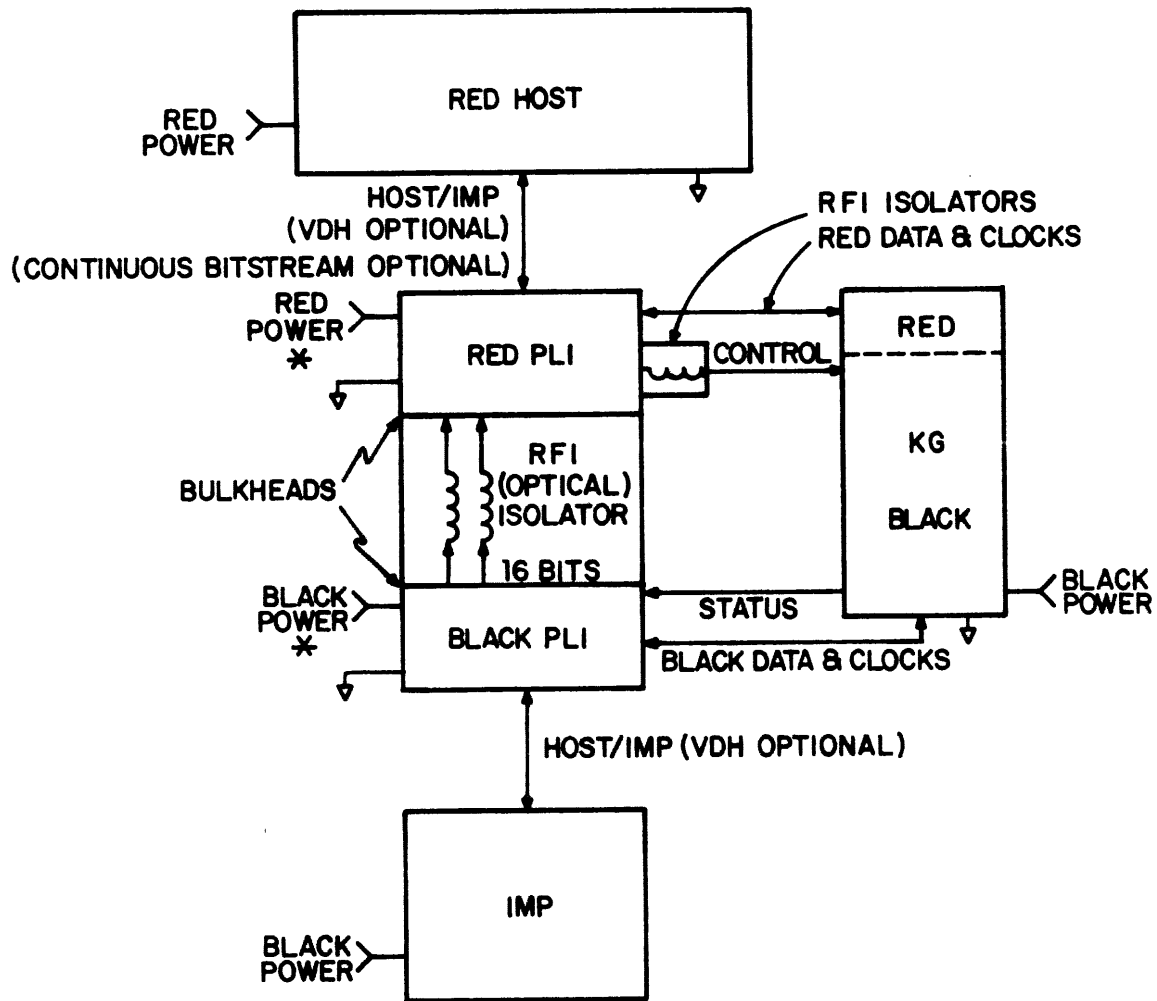 RED HOST
RED
POWER
HOST/IMP
(VDH OPTIONAL)
(CONTINUOUS BITSTREAM OPTIONAL)
RFI ISOLATORS
RED DATA & CLOCKS
RED
POWER
*
RED PLI
CONTROL
RED
KG
BLACK
BULKHEADS
RFI
(OPTICAL)
ISOLATOR
16 BITS
BLACK
POWER
*
BLACK PLI
STATUS
BLACK DATA & CLOCKS
BLACK
POWER
HOST/IMP (VDH OPTIONAL)
IMP
BLACK
POWER